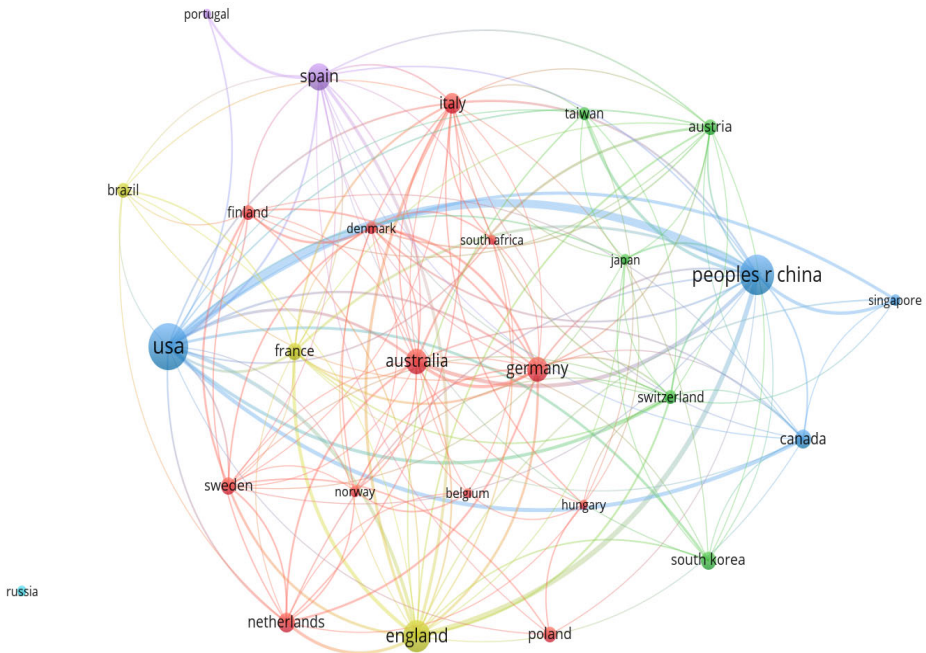 portugal
spain
italy
taiwan
austria
brazil
finland
denmark
south africa
japan
peoples r china
singapore
usa
france
australia
germany
switzerland
canada
sweden
norway
belgium
hungary
south korea
russia
netherlands
england
poland